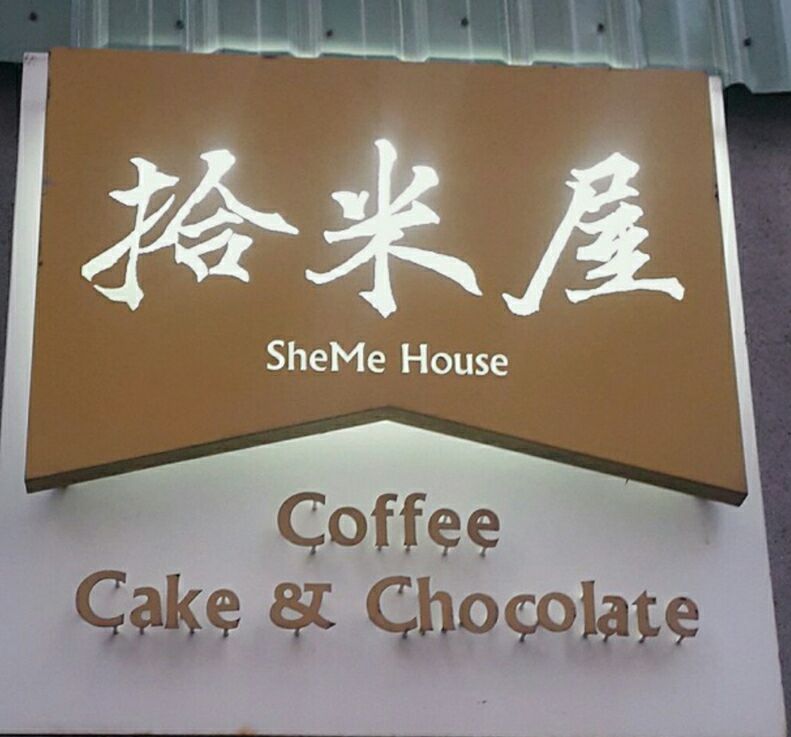 拾米屋
SheMe House
Coffee
Cake & Chocolate